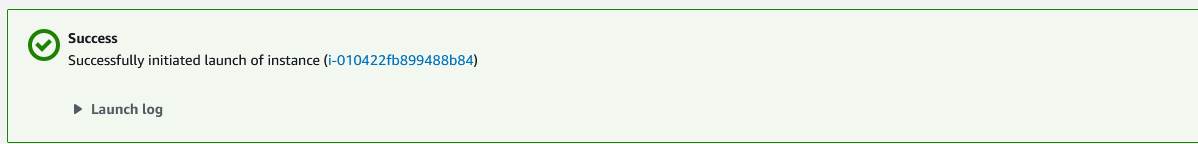 Success
Successfully initiated launch of instance (i-010422fb899488b84)
Launch log